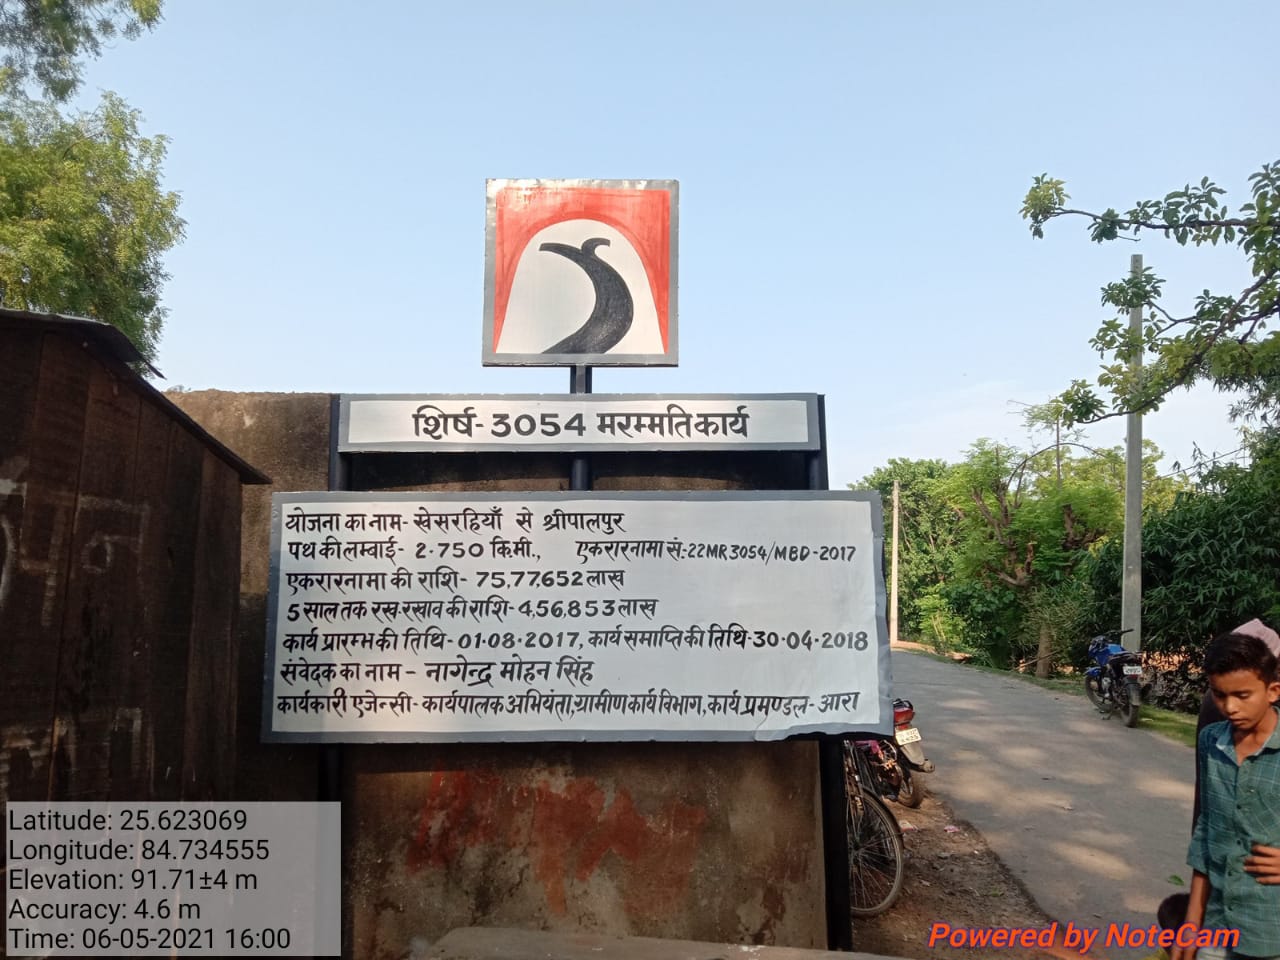 शिर्ष- 3054 मरम्मति कार्य
योजना का नाम- खेसरहियाँ से श्रीपालपुर
पथ की लम्बाई- 2.750 कि.मी., एकरारनामा सं.:22MR3054/MBD-2017
एकरारनामा की राशि- 75,77,652 लाख
5 साल तक रख-रखाव की राशि- 4,56,853 लाख
कार्य प्रारम्भ की तिथि- 01.08.2017, कार्य समाप्ति की तिथि-30.04.2018
संवेदक का नाम - नागेन्द्र मोहन सिंह
कार्यकारी एजेन्सी- कार्यपालक अभियंता, ग्रामीण कार्य विभाग, कार्य प्रमण्डल- आरा
Latitude: 25.623069
Longitude: 84.734555
Elevation: 91.71±4 m
Accuracy: 4.6 m
Time: 06-05-2021 16:00
Powered by NoteCam